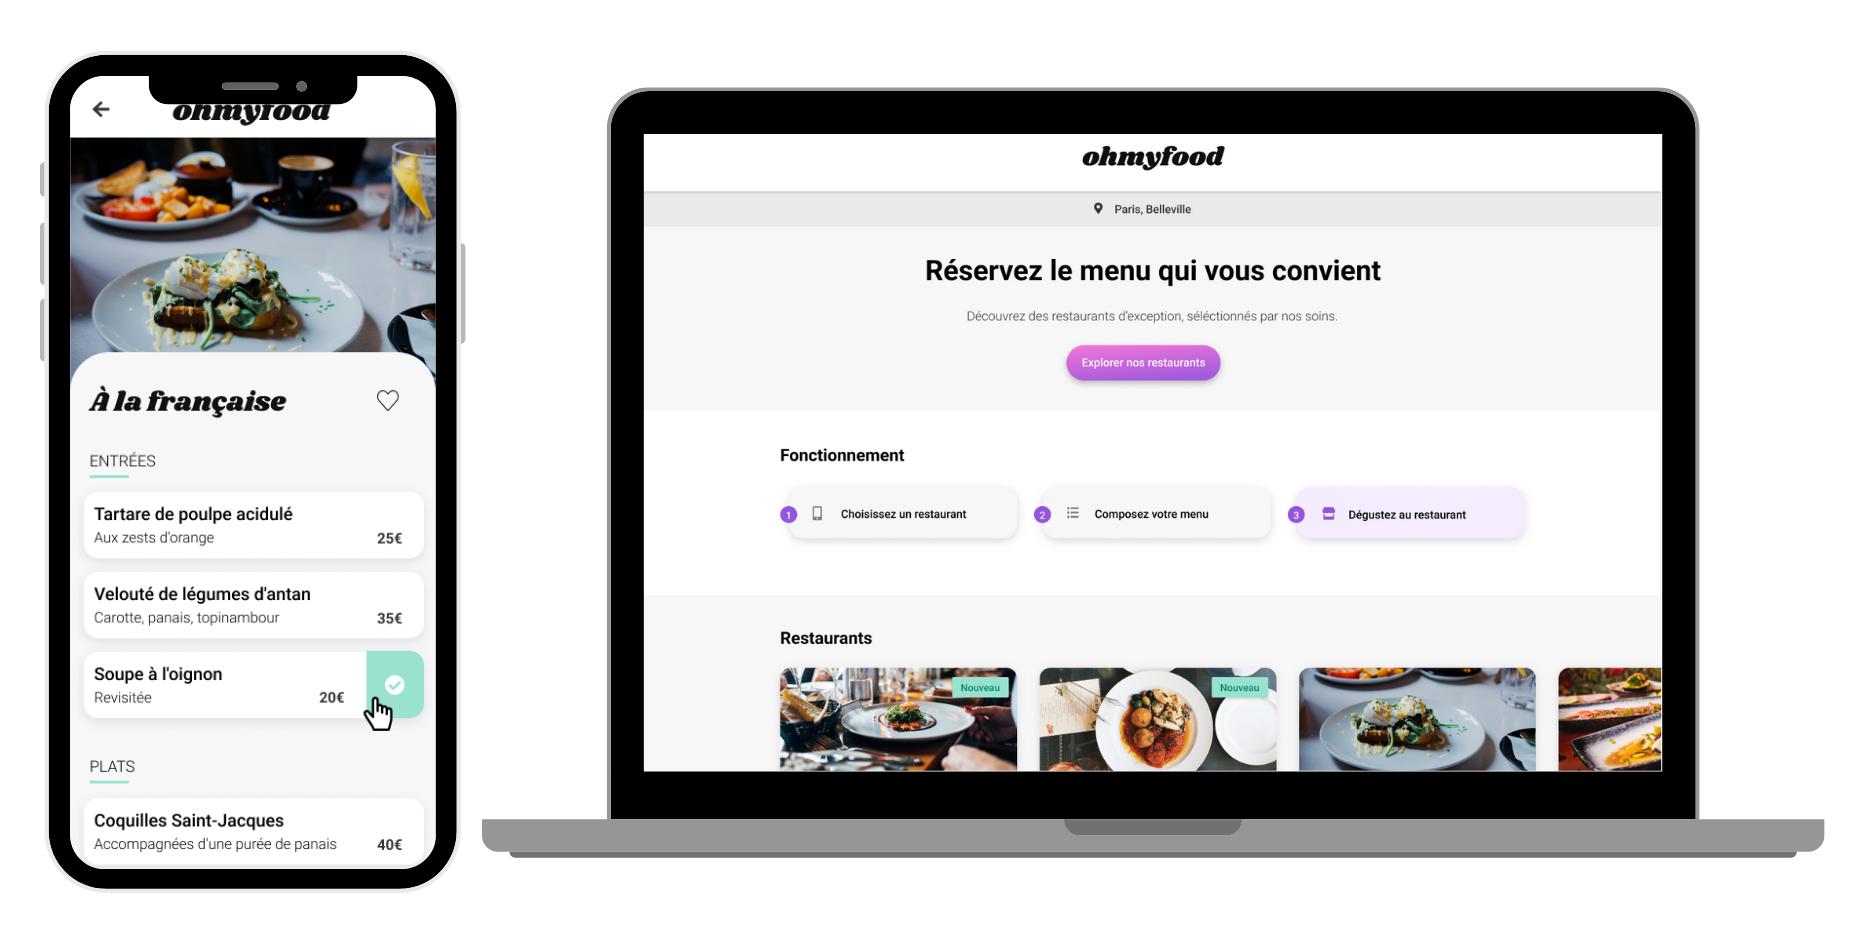 ohmyfood
À la française
ENTRÉES
Tartare de poulpe acidulé
Aux zests d'orange
25€
Velouté de légumes d'antan
Carotte, panais, topinambour
35€
Soupe à l'oignon
Revisitée
20€
PLATS
Coquilles Saint-Jacques
Accompagnées d'une purée de panais
40€
ohmyfood
Paris, Belleville
Réservez le menu qui vous convient
Découvrez des restaurants d'exception, séléctionnés par nos soins.
Explorer nos restaurants
Fonctionnement
1 Choisissez un restaurant
2 Composez votre menu
3 Dégustez au restaurant
Restaurants
Nouveau
Nouveau